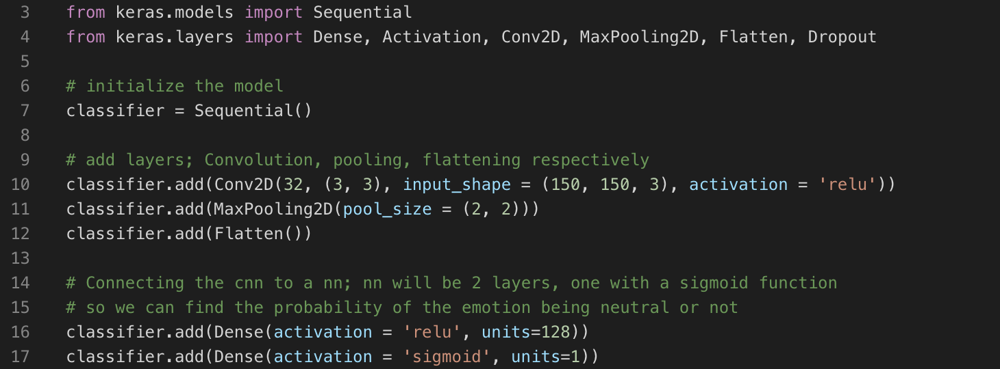 3 from keras.models import Sequential
4 from keras.layers import Dense, Activation, Conv2D, MaxPooling2D, Flatten, Dropout
5
6 # initialize the model
7 classifier = Sequential()
8
9 # add layers; Convolution, pooling, flattening respectively
10 classifier.add(Conv2D(32, (3, 3), input_shape = (150, 150, 3), activation = 'relu'))
11 classifier.add(MaxPooling2D(pool_size = (2, 2)))
12 classifier.add(Flatten())
13
14 # Connecting the cnn to a nn; nn will be 2 layers, one with a sigmoid function
15 # so we can find the probability of the emotion being neutral or not
16 classifier.add(Dense(activation = 'relu', units=128))
17 classifier.add(Dense(activation = 'sigmoid', units=1))